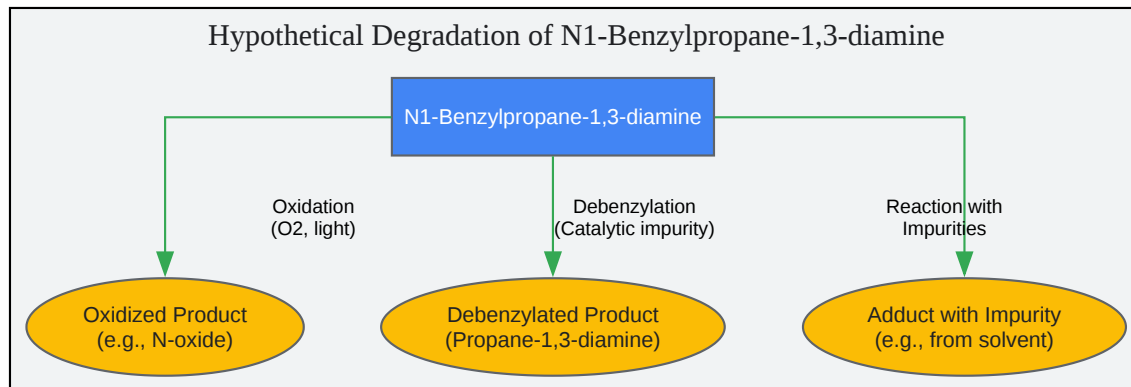 Hypothetical Degradation of N1-Benzylpropane-1,3-diamine
N1-Benzylpropane-1,3-diamine
Oxidation
(O2, light)
Debenzylation
(Catalytic impurity)
Reaction with
Impurities
Oxidized Product
(e.g., N-oxide)
Debenzylated Product
(Propane-1,3-diamine)
Adduct with Impurity
(e.g., from solvent)